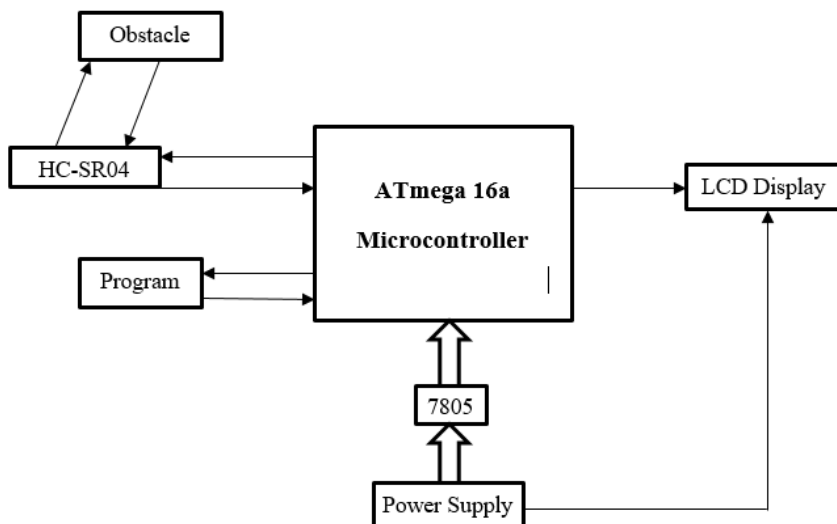 Obstacle
HC-SR04
ATmega 16a
Microcontroller
LCD Display
Program
7805
Power Supply